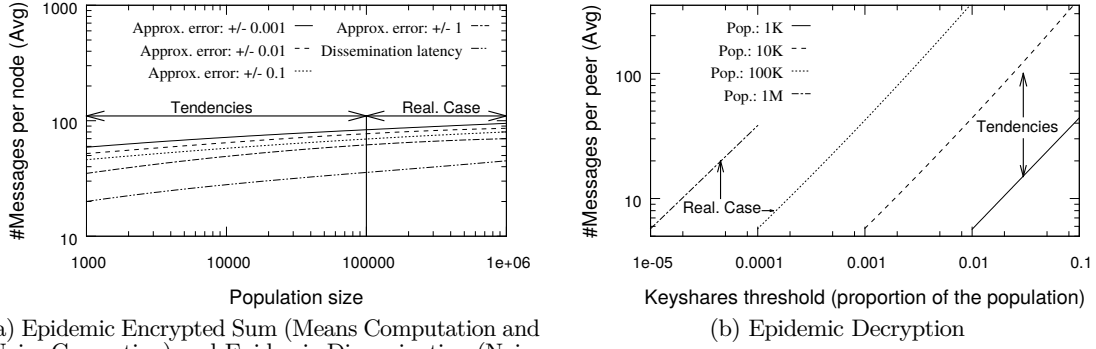 #Messages per node (Avg)
1000
100
10
Approx. error: +/- 0.001
Approx. error: +/- 0.01
Approx. error: +/- 0.1
Approx. error: +/- 1
Dissemination latency
Tendencies
Real. Case
1000
10000
100000
1e+06
Population size
a) Epidemic Encrypted Sum (Means Computation and
#Messages per peer (Avg)
100
10
Pop.: 1K
Pop.: 10K
Pop.: 100K
Pop.: 1M
Tendencies
Real. Case
1e-05
0.0001
0.001
0.01
0.1
Keyshares threshold (proportion of the population)
(b) Epidemic Decryption